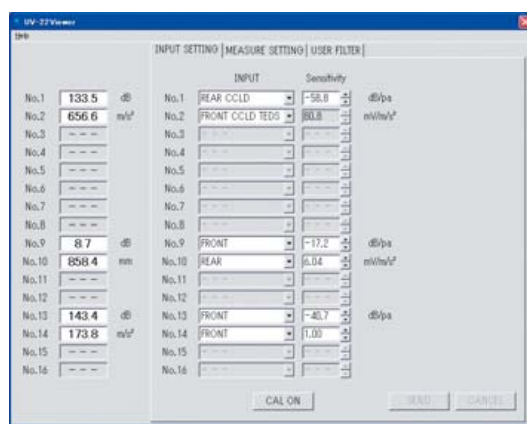 UV-22Viewer
Help
INPUT SETTING MEASURE SETTING USER FILTER
INPUT Sensitivity
No.1 133.5 dB No.1 REAR CCLD -58.8 dB/pa
No.2 656.6 m/s² No.2 FRONT CCLD TEDS 80.8 mV/m/s²
No.3 --- No.3 --- ---
No.4 --- No.4 --- ---
No.5 --- No.5 --- ---
No.6 --- No.6 --- ---
No.7 --- No.7 --- ---
No.8 --- No.8 --- ---
No.9 8.7 dB No.9 FRONT -17.2 dB/pa
No.10 858.4 mm No.10 REAR 6.04 mV/m/s²
No.11 --- No.11 --- ---
No.12 --- No.12 --- ---
No.13 143.4 dB No.13 FRONT -40.7 dB/pa
No.14 173.8 m/s² No.14 FRONT 1.00
No.15 --- No.15 --- ---
No.16 --- No.16 --- ---
CAL ON SEND CANCEL